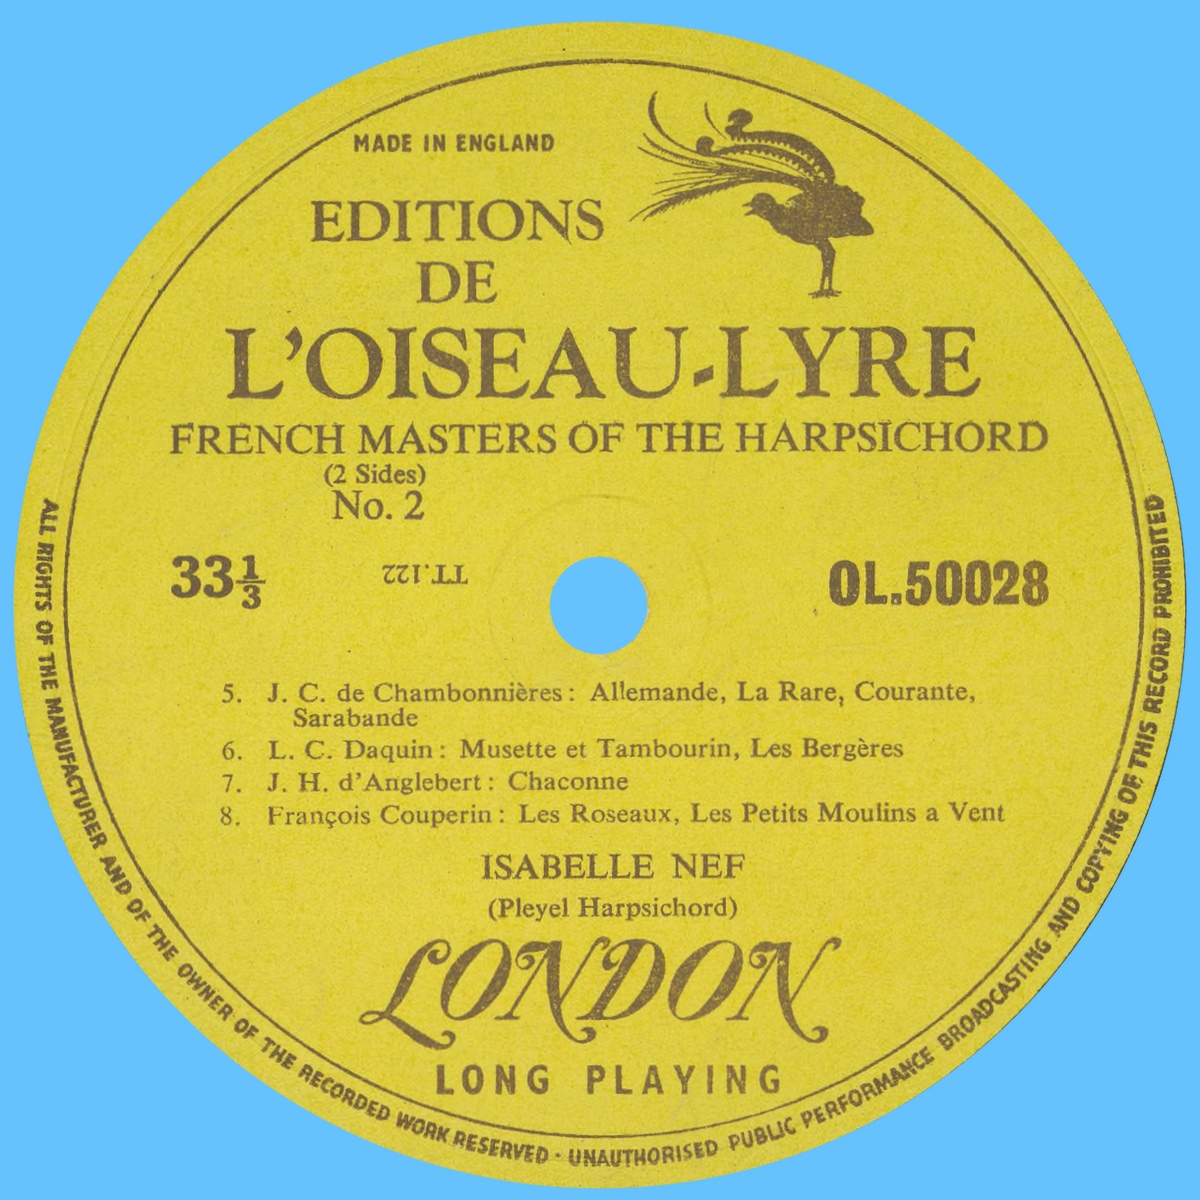 MADE IN ENGLAND
EDITIONS
DE
L'OISEAU-LYRE
FRENCH MASTERS OF THE HARPSICHORD
(2 Sides)
No. 2
33 1/3
TT.122
OL.50028
5. J. C. de Chambonnières : Allemande, La Rare, Courante,
Sarabande
6. L. C. Daquin : Musette et Tambourin, Les Bergères
7. J. H. d'Anglebert : Chaconne
8. François Couperin : Les Roseaux, Les Petits Moulins a Vent
ISABELLE NEF
(Pleyel Harpsichord)
LONDON
LONG PLAYING
ALL RIGHTS OF THE MANUFACTURER AND OF THE OWNER OF THE RECORDED WORK RESERVED · UNAUTHORISED PUBLIC PERFORMANCE BROADCASTING AND COPYING OF THIS RECORD PROHIBITED